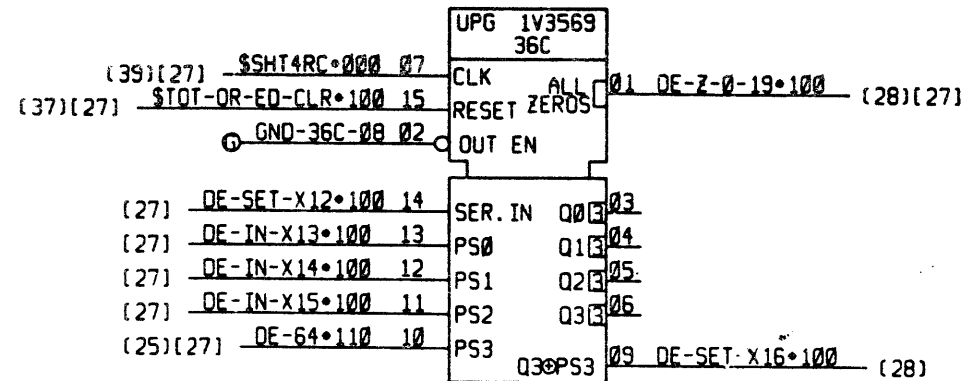 UPG 1V3569
36C
(39)[27] $SHT4RC•000 07 CLK
ALL ZEROS 01 DE-Z-0-19•100 (28)[27]
(37)[27] $TOT-OR-ED-CLR•100 15 RESET
G GND-36C-08 02 OUT EN
[27] DE-SET-X12•100 14 SER.IN Q0 3 03
[27] DE-IN-X13•100 13 PS0 Q1 3 04
[27] DE-IN-X14•100 12 PS1 Q2 3 05
[27] DE-IN-X15•100 11 PS2 Q3 3 06
(25)[27] DE-64•110 10 PS3
Q3⊕PS3 09 DE-SET-X16•100 (28)